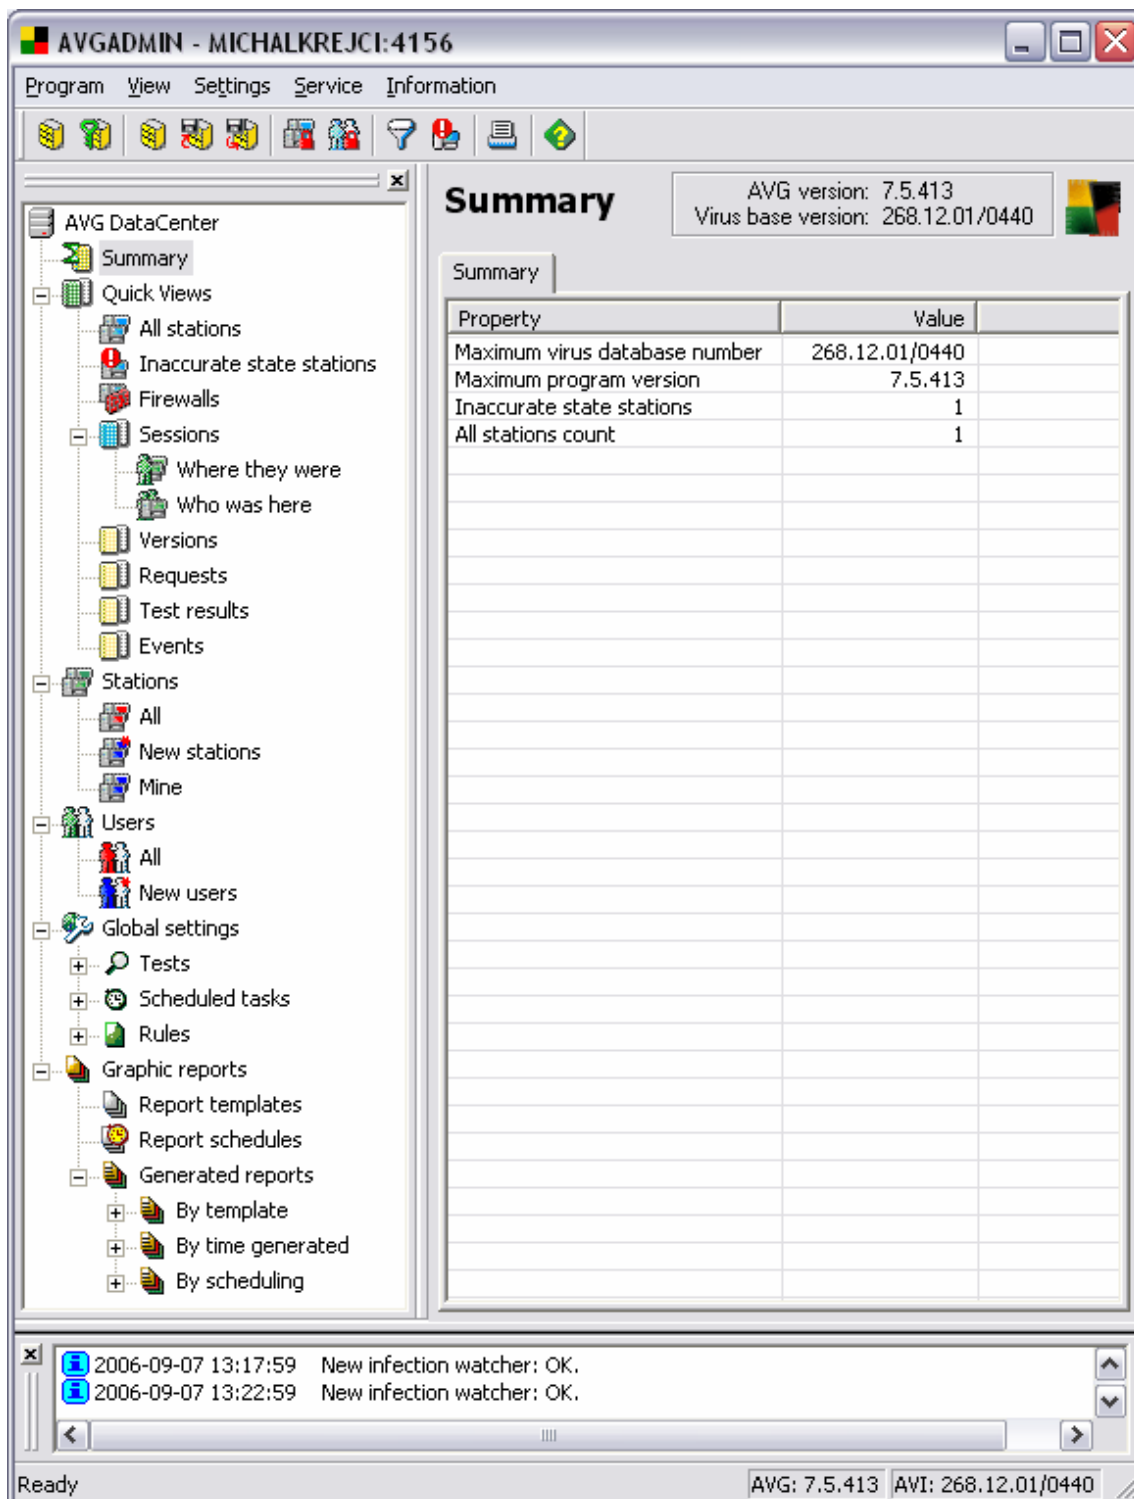 AVGADMIN - MICHALKREJCI:4156
Program View Settings Service Information
AVG DataCenter
Summary
Quick Views
All stations
Inaccurate state stations
Firewalls
Sessions
Where they were
Who was here
Versions
Requests
Test results
Events
Stations
All
New stations
Mine
Users
All
New users
Global settings
Tests
Scheduled tasks
Rules
Graphic reports
Report templates
Report schedules
Generated reports
By template
By time generated
By scheduling
Summary
AVG version: 7.5.413
Virus base version: 268.12.01/0440
Summary
Property Value
Maximum virus database number 268.12.01/0440
Maximum program version 7.5.413
Inaccurate state stations 1
All stations count 1
2006-09-07 13:17:59 New infection watcher: OK.
2006-09-07 13:22:59 New infection watcher: OK.
Ready AVG: 7.5.413 AVI: 268.12.01/0440